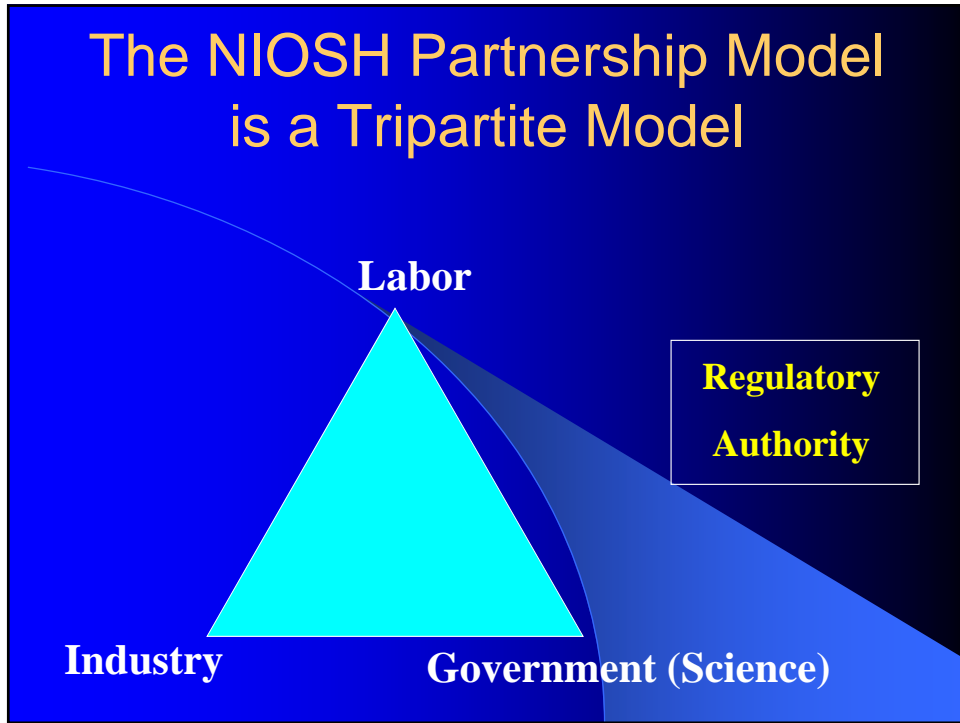 The NIOSH Partnership Model
is a Tripartite Model
Labor
Regulatory
Authority
Industry
Government (Science)